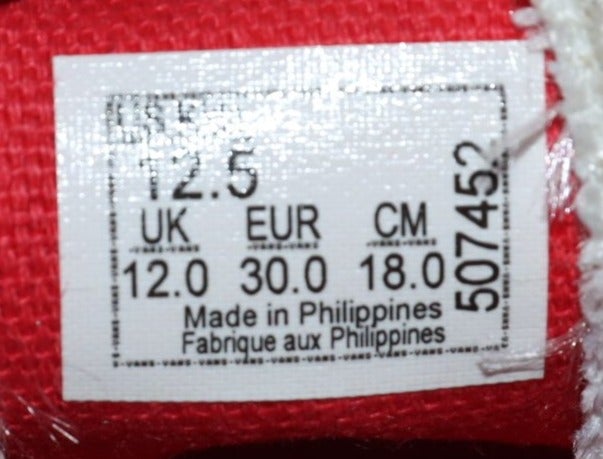 12.5
UK EUR CM
12.0 30.0 18.0
Made in Philippines
Fabrique aux Philippines
507452